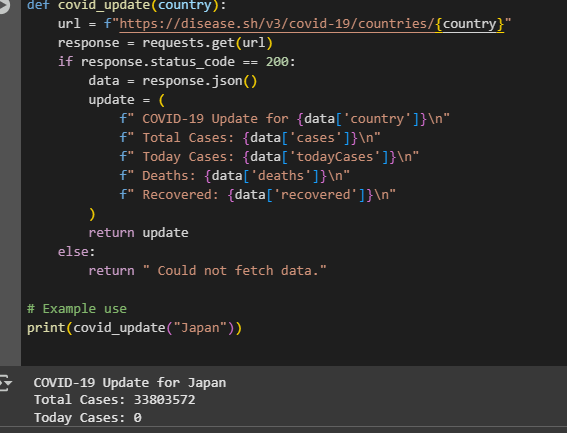 def covid_update(country):
    url = f"https://disease.sh/v3/covid-19/countries/{country}"
    response = requests.get(url)
    if response.status_code == 200:
        data = response.json()
        update = (
            f" COVID-19 Update for {data['country']}\n"
            f" Total Cases: {data['cases']}\n"
            f" Today Cases: {data['todayCases']}\n"
            f" Deaths: {data['deaths']}\n"
            f" Recovered: {data['recovered']}\n"
        )
        return update
    else:
        return " Could not fetch data."

# Example use
print(covid_update("Japan"))
 COVID-19 Update for Japan
 Total Cases: 33803572
 Today Cases: 0